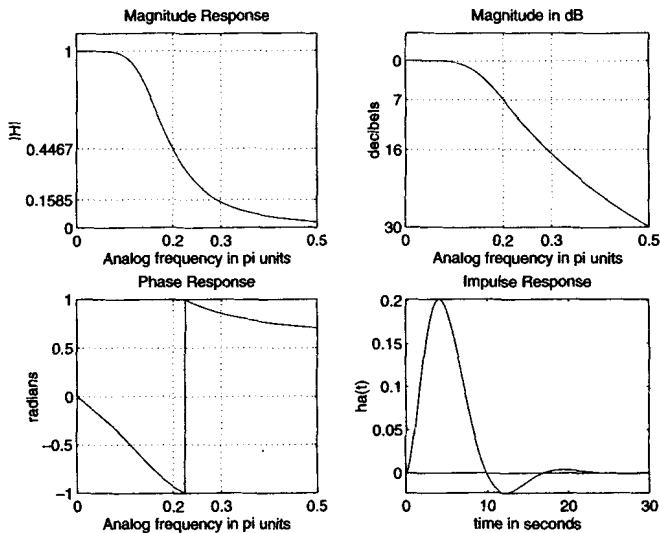 Magnitude Response
1
0.4467
0.1585
0
|H|
0
0.2
0.3
0.5
Analog frequency in pi units
Magnitude in dB
0
7
16
30
decibels
0
0.2
0.3
0.5
Analog frequency in pi units
Phase Response
1
0.5
0
−0.5
−1
radians
0
0.2
0.3
0.5
Analog frequency in pi units
Impulse Response
0.2
0.15
0.1
0.05
0
ha(t)
0
10
20
30
time in seconds